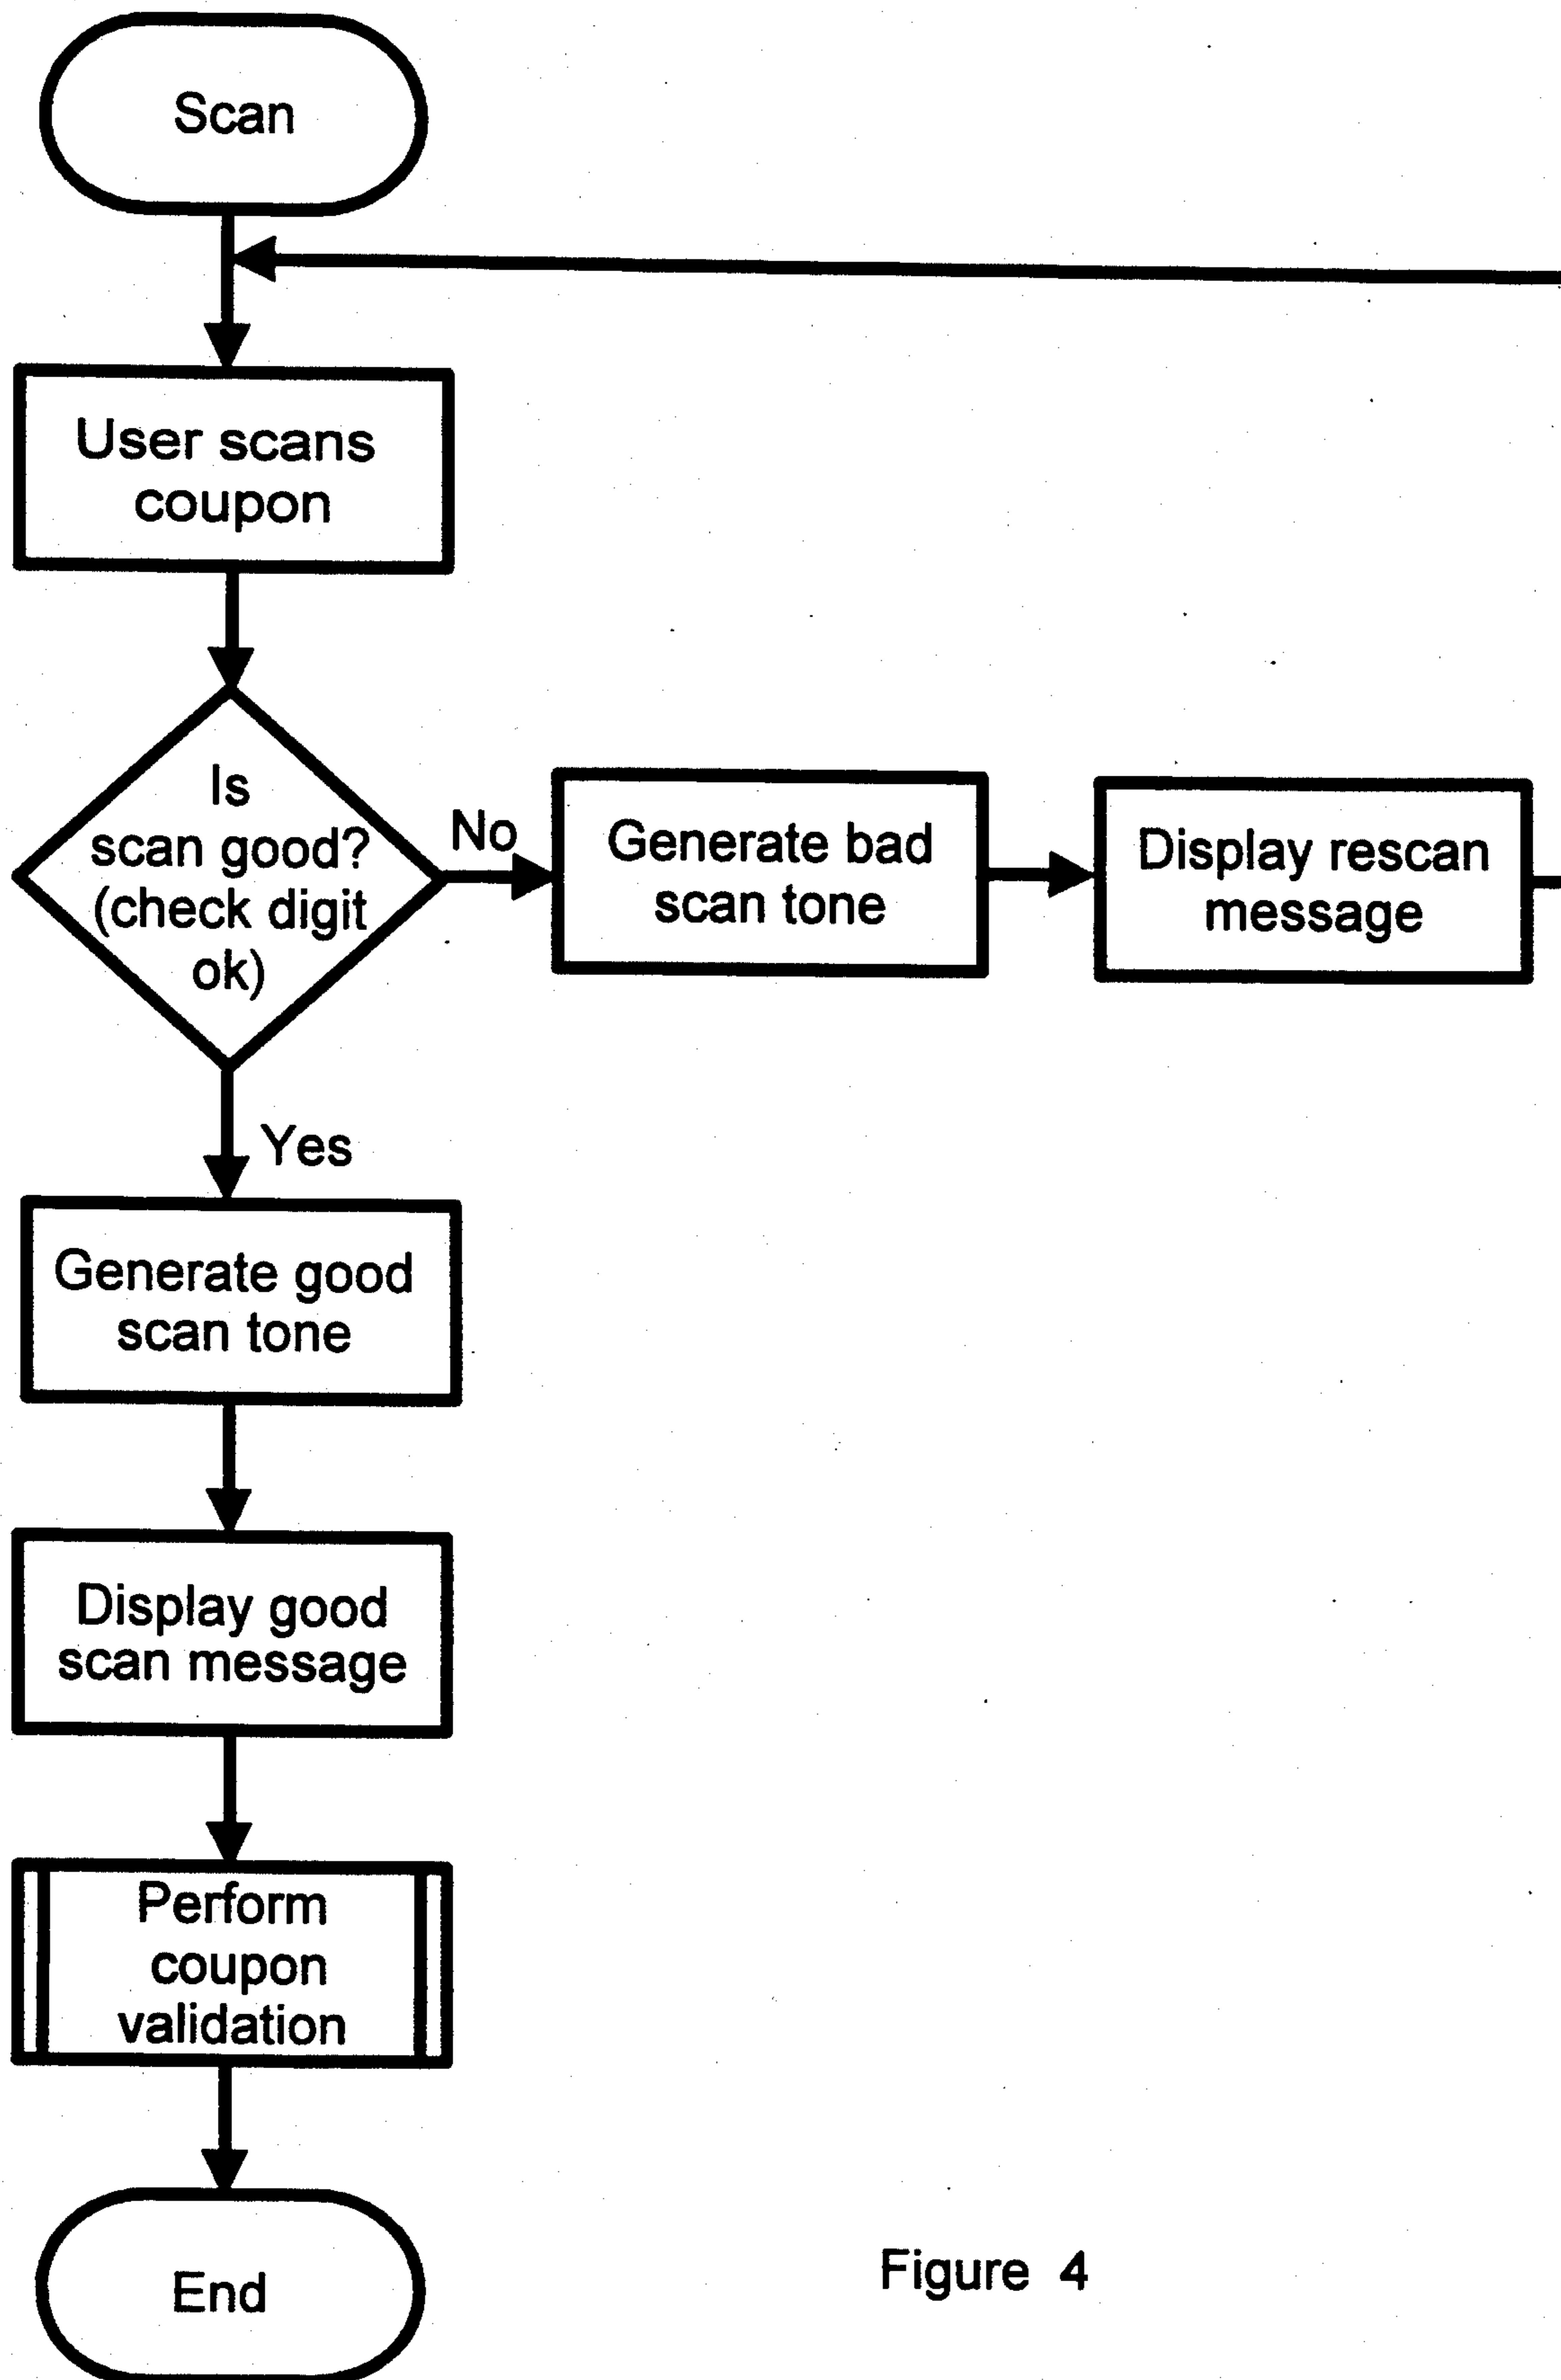 Scan
User scans
coupon
Is
scan good?
(check digit
ok)
No
Generate bad
scan tone
Display rescan
message
Yes
Generate good
scan tone
Display good
scan message
Perform
coupon
validation
End
Figure 4